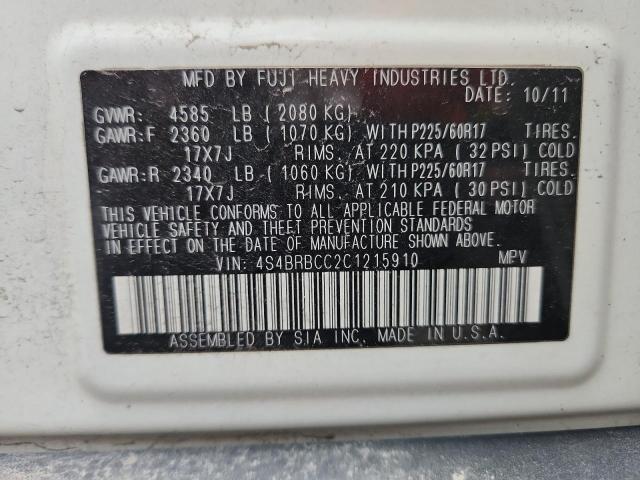 MFD BY FUJI HEAVY INDUSTRIES LTD.
DATE: 10/11
GVWR: 4585 LB ( 2080 KG)
GAWR:F 2360 LB ( 1070 KG) WITH P225/60R17 TIRES.
17X7J RIMS. AT 220 KPA ( 32 PSI) COLD
GAWR:R 2340 LB ( 1060 KG) WITH P225/60R17 TIRES.
17X7J RIMS. AT 210 KPA ( 30 PSI) COLD
THIS VEHICLE CONFORMS TO ALL APPLICABLE FEDERAL MOTOR
VEHICLE SAFETY AND THEFT PREVENTION STANDARDS
IN EFFECT ON THE DATE OF MANUFACTURE SHOWN ABOVE.
VIN: 4S4BRBCC2C1215910 MPV
ASSEMBLED BY S.I.A INC. MADE IN U.S.A.